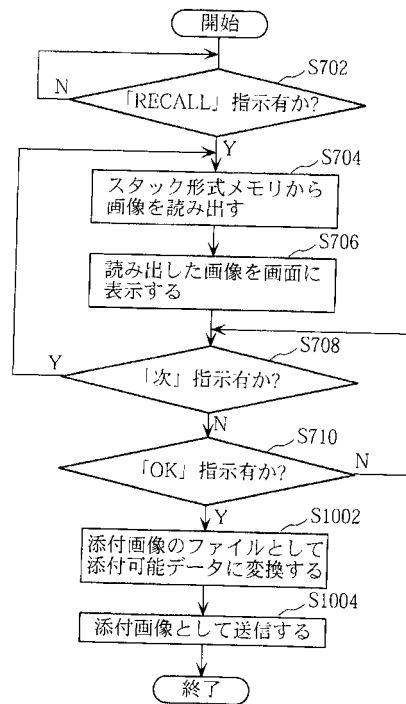 開始
S702
N
「RECALL」指示有か?
Y
S704
スタック形式メモリから
画像を読み出す
S706
読み出した画像を画面に
表示する
S708
Y
「次」指示有か?
N
S710
「OK」指示有か?
N
Y
S1002
添付画像のファイルとして
添付可能データに変換する
S1004
添付画像として送信する
終了